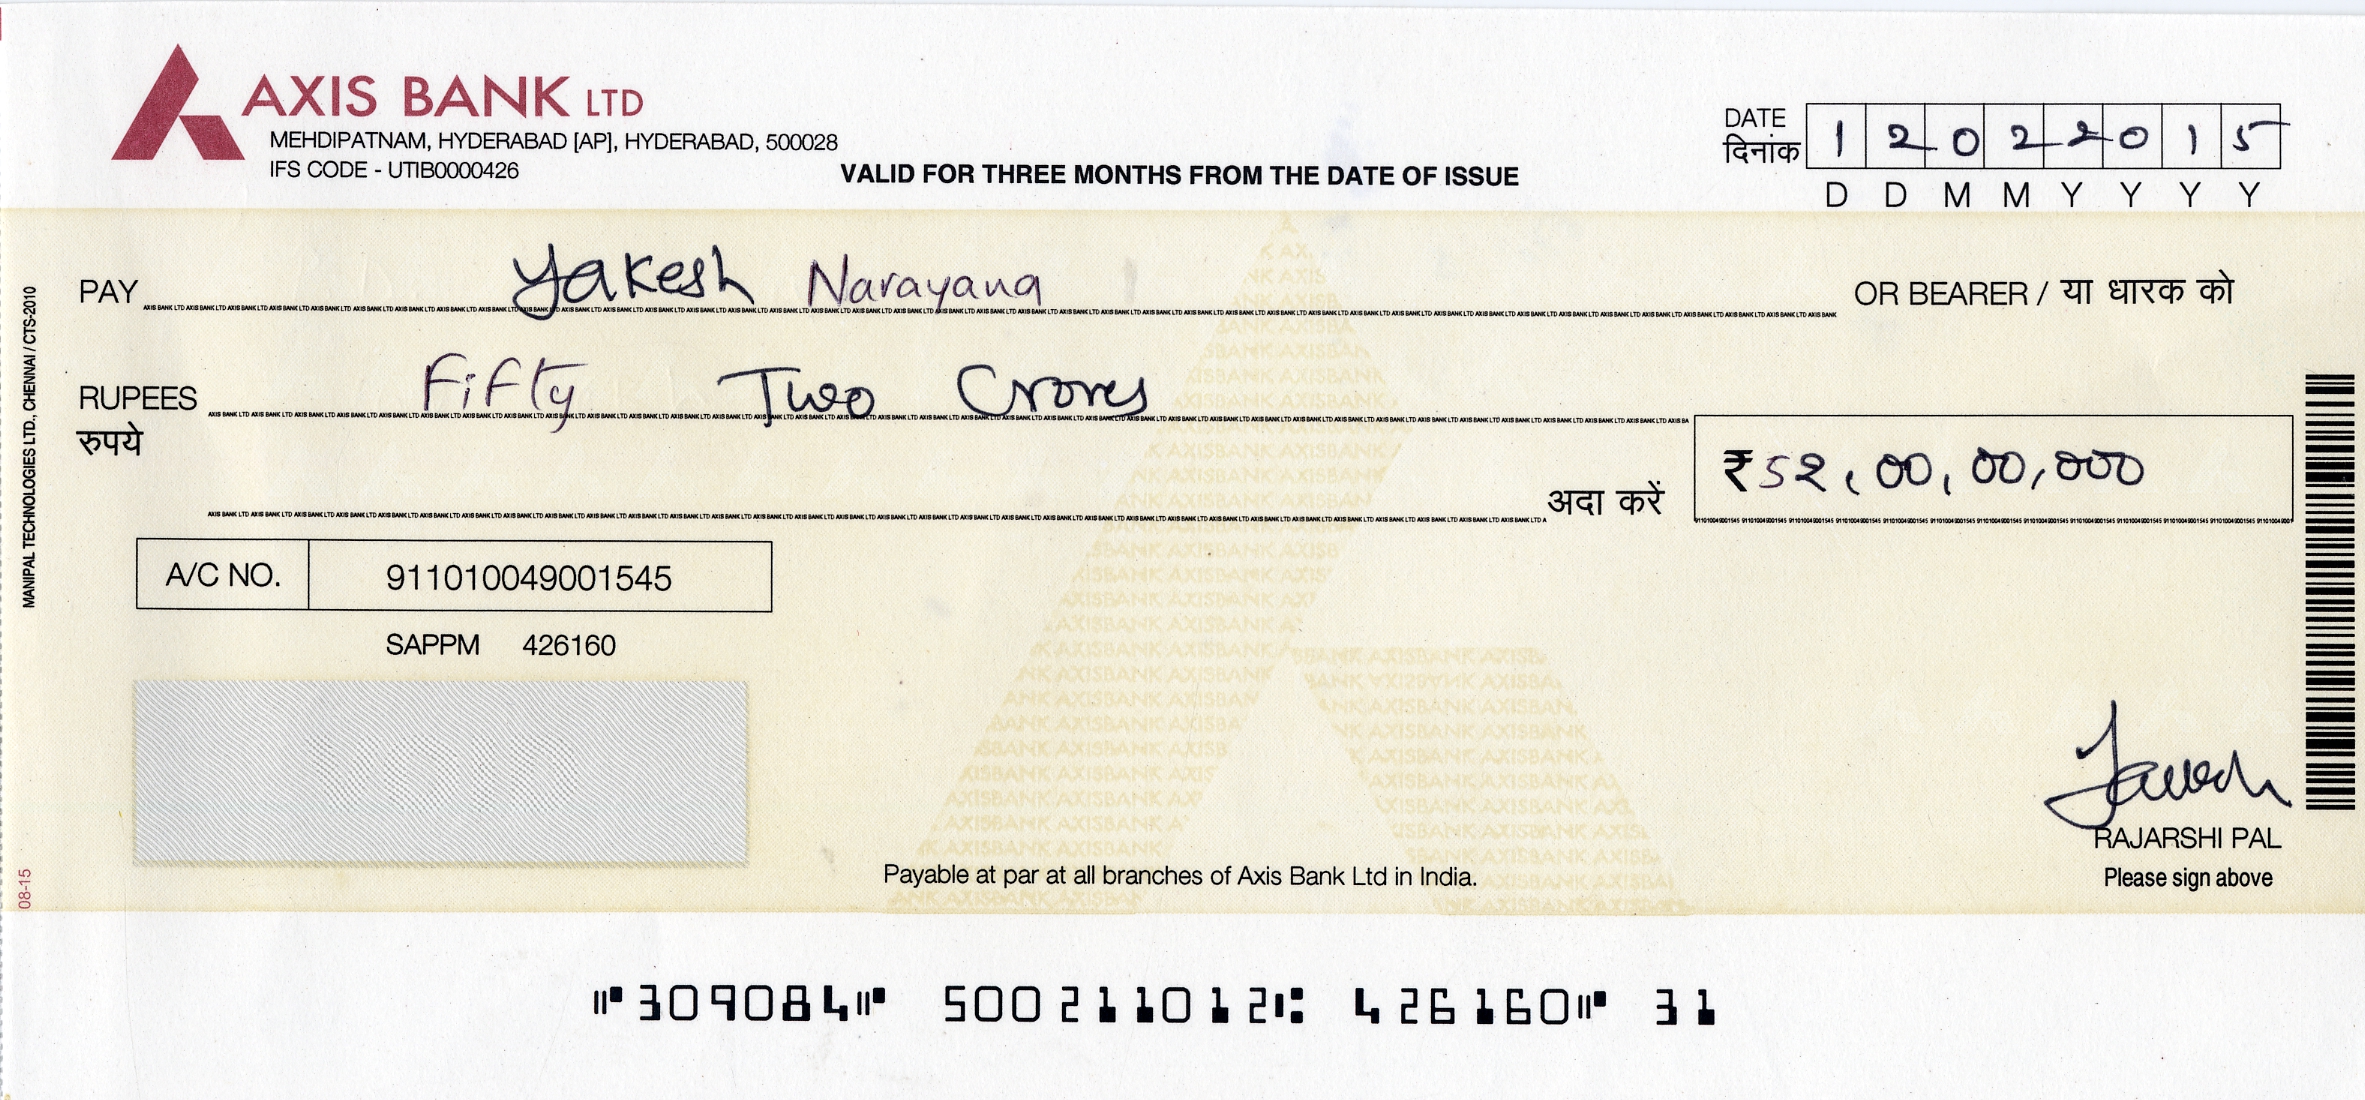 AXIS BANK LTD
MEHDIPATNAM, HYDERABAD [AP], HYDERABAD, 500028
IFS CODE - UTIB0000426
VALID FOR THREE MONTHS FROM THE DATE OF ISSUE
DATE
दिनांक
1 2 0 2 2 0 1 5
D D M M Y Y Y Y
PAY Yakesh Narayana OR BEARER / या धारक को
RUPEES Fifty Two Crores
रुपये
अदा करें ₹ 52,00,00,000
A/C NO. 911010049001545
SAPPM 426160
VOID
RAJARSHI PAL
Please sign above
Payable at par at all branches of Axis Bank Ltd in India.
MANIPAL TECHNOLOGIES LTD., CHENNAI / CTS-2010
08-15
⑈309084⑈ 500211012⑆ 426160⑈ 31